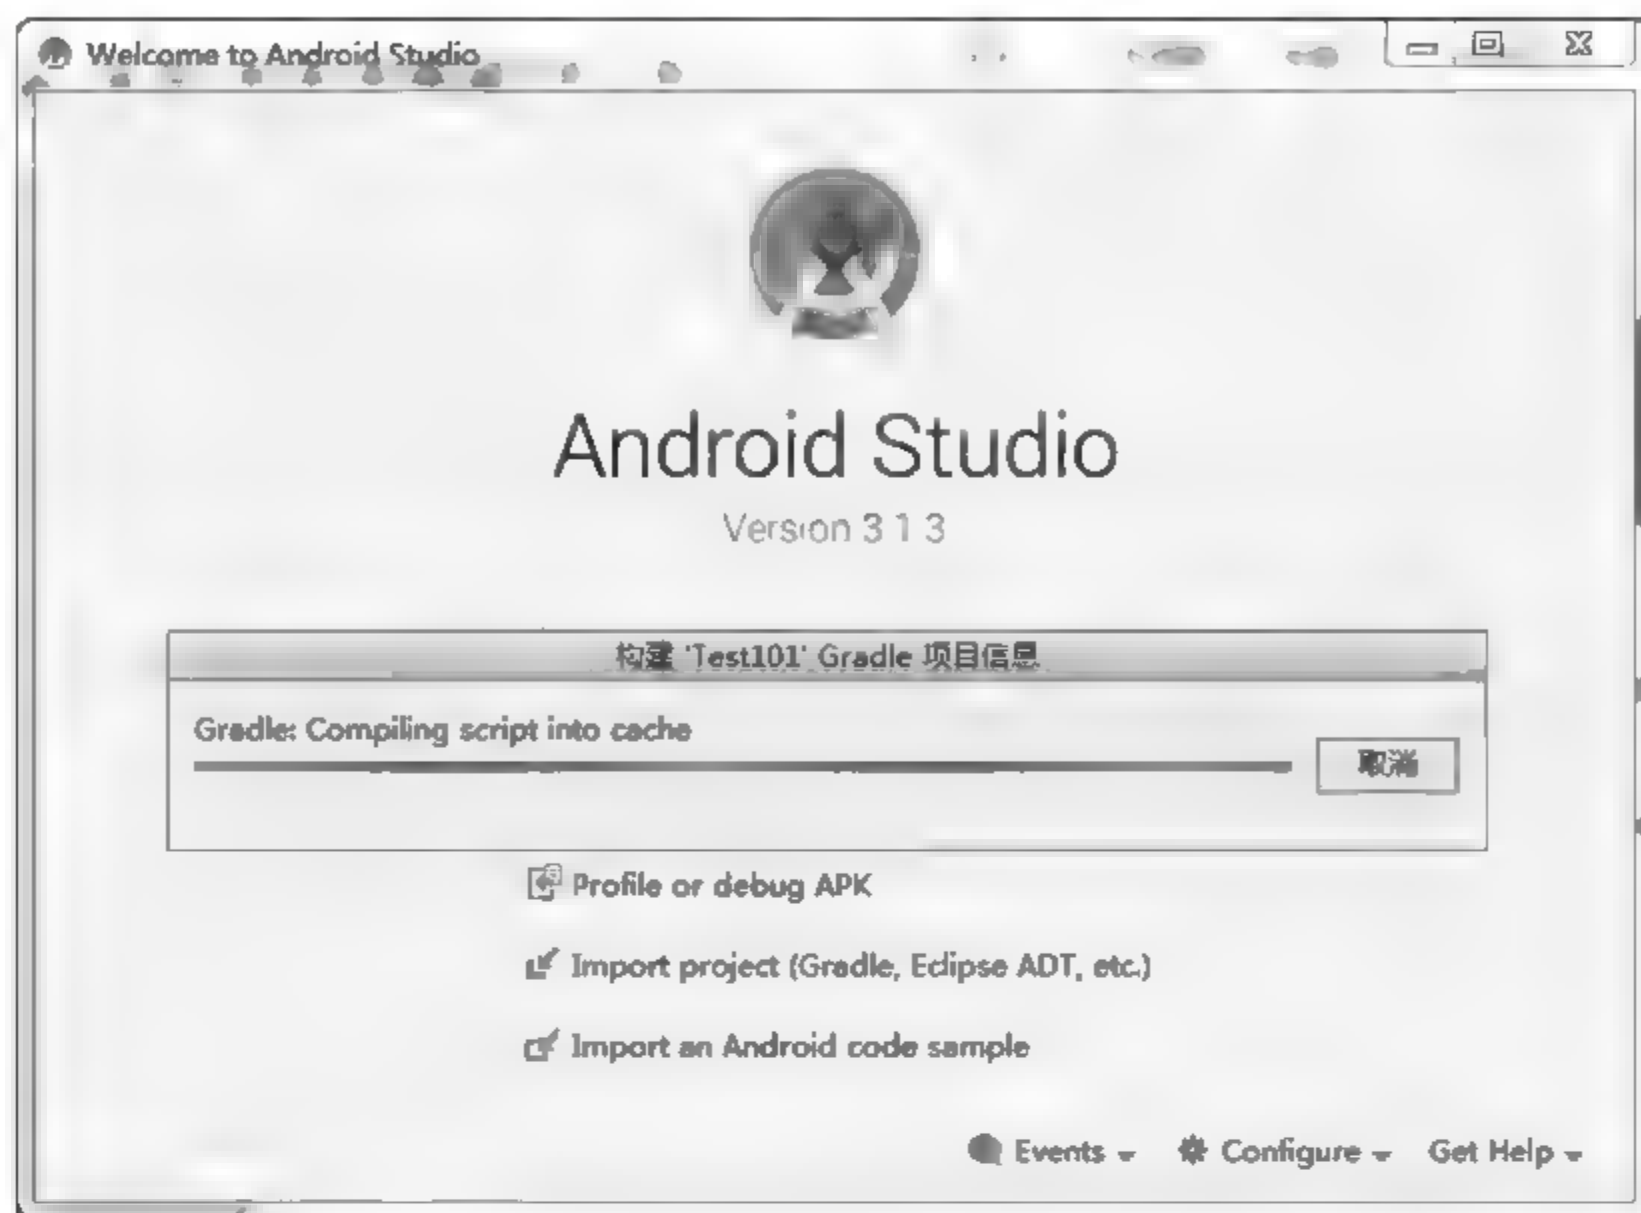 Welcome to Android Studio
Android Studio
Version 3 1 3
构建 'Test101' Gradle 项目信息
Gradle: Compiling script into cache
取消
Profile or debug APK
Import project (Gradle, Eclipse ADT, etc.)
Import an Android code sample
Events Configure Get Help